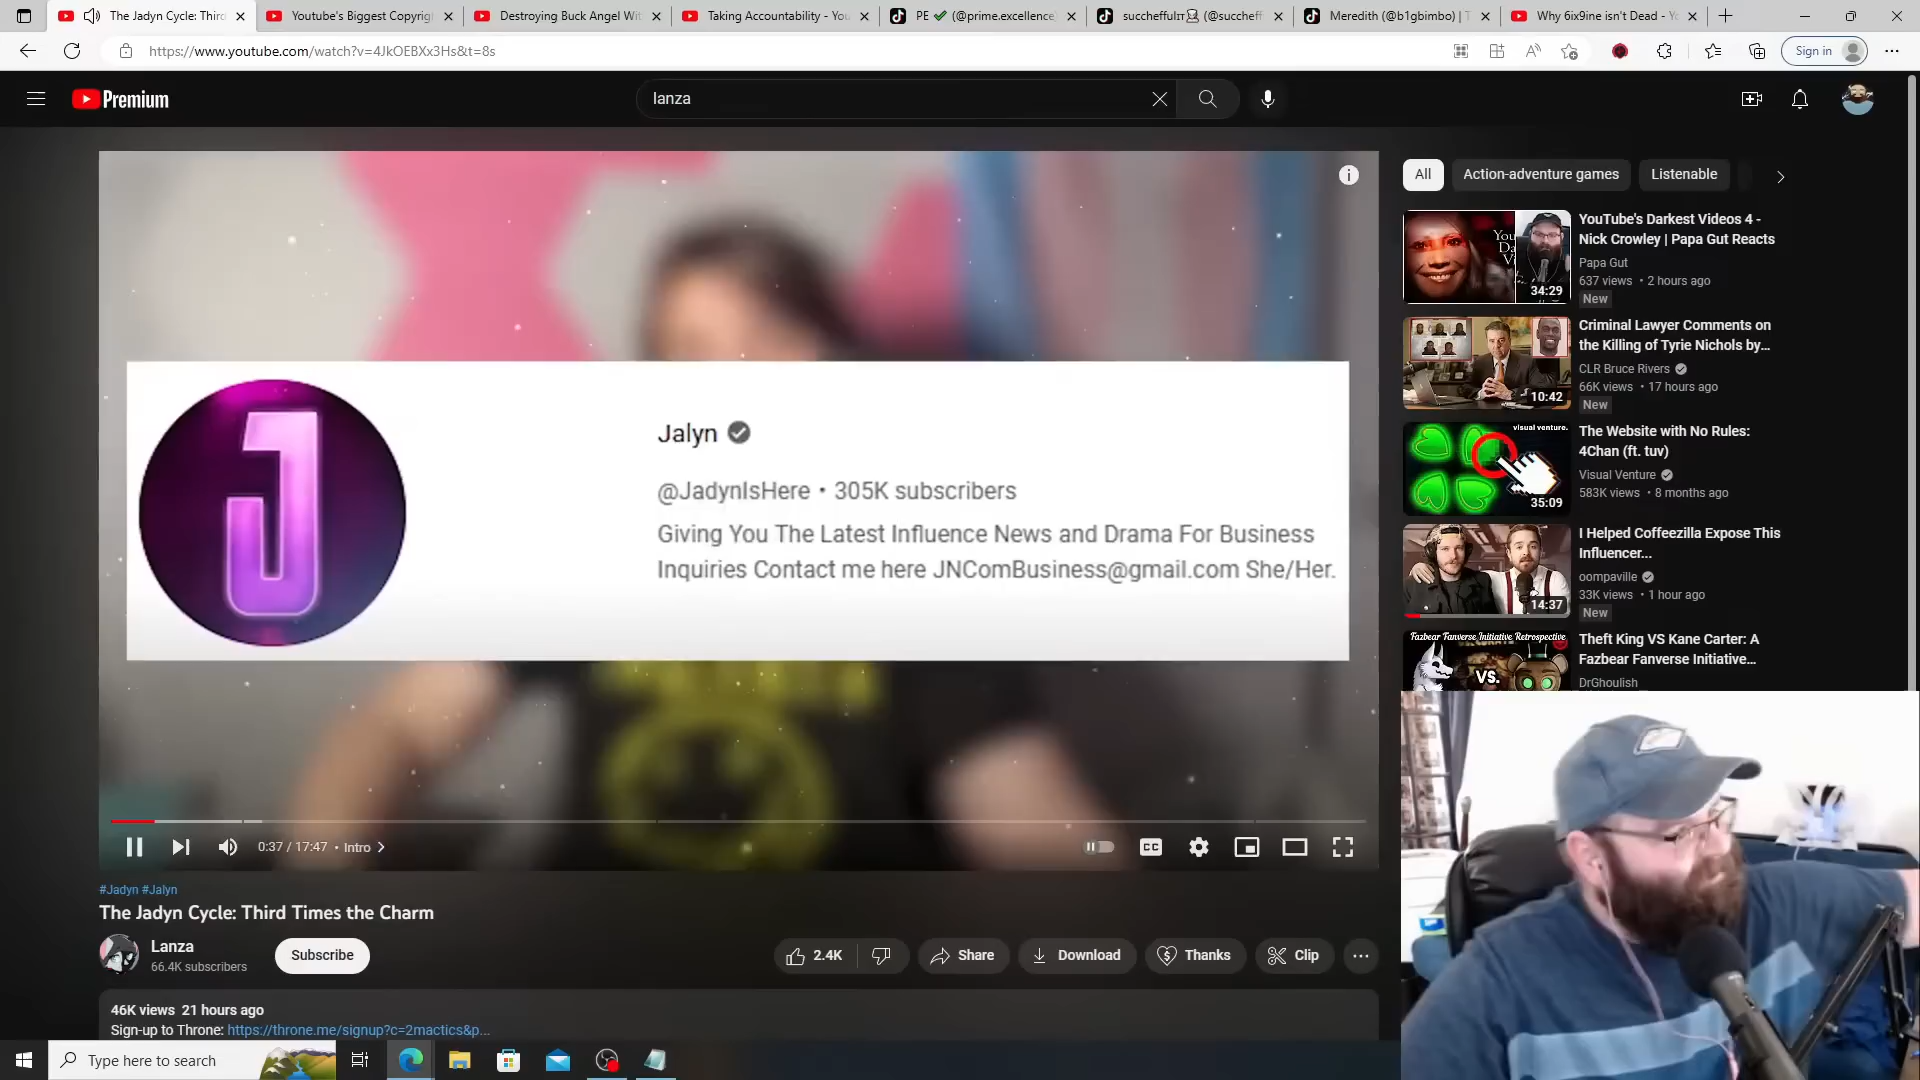 The Jadyn Cycle: Third
Youtube's Biggest Copyrig
Destroying Buck Angel Wi
Taking Accountability - You
PE ✔ (@prime.excellence
succheffulıт (@succheff
Meredith (@b1gbimbo) | T
Why 6ix9ine isn't Dead - Yo
https://www.youtube.com/watch?v=4JkOEBXx3Hs&t=8s
Sign in
Premium
lanza
All
Action-adventure games
Listenable
YouTube's Darkest Videos 4 -
Nick Crowley | Papa Gut Reacts
Papa Gut
637 views • 2 hours ago
New
34:29
Criminal Lawyer Comments on
the Killing of Tyrie Nichols by...
CLR Bruce Rivers
66K views • 17 hours ago
New
10:42
visual venture.
The Website with No Rules:
4Chan (ft. tuv)
Visual Venture
583K views • 8 months ago
35:09
I Helped Coffeezilla Expose This
Influencer...
oompaville
33K views • 1 hour ago
New
14:37
Fazbear Fanverse Initiative Retrospective
VS.
Theft King VS Kane Carter: A
Fazbear Fanverse Initiative...
DrGhoulish
J
Jalyn
@JadynIsHere • 305K subscribers
Giving You The Latest Influence News and Drama For Business
Inquiries Contact me here JNComBusiness@gmail.com She/Her.
0:37 / 17:47 • Intro
CC
#Jadyn #Jalyn
The Jadyn Cycle: Third Times the Charm
Lanza
66.4K subscribers
Subscribe
2.4K
Share
Download
Thanks
Clip
46K views 21 hours ago
Sign-up to Throne: https://throne.me/signup?c=2mactics&p...
Type here to search